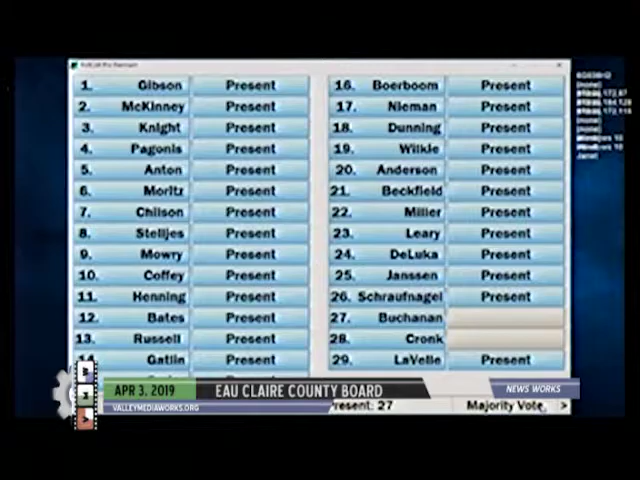 1. Gibson Present
2. McKinney Present
3. Knight Present
4. Pagonis Present
5. Anton Present
6. Moritz Present
7. Chilson Present
8. Stelljes Present
9. Mowry Present
10. Coffey Present
11. Henning Present
12. Bates Present
13. Russell Present
14 Gatlin Present
16. Boerboom Present
17. Nieman Present
18. Dunning Present
19. Wilkie Present
20. Anderson Present
21. Beckfield Present
22. Miller Present
23. Leary Present
24. DeLuka Present
25. Janssen Present
26. Schraufnagel Present
27. Buchanan
28. Cronk
29. LaVelle Present
Present: 27 Majority Vote, >
APR 3, 2019 EAU CLAIRE COUNTY BOARD NEWS WORKS
VALLEYMEDIAWORKS.ORG